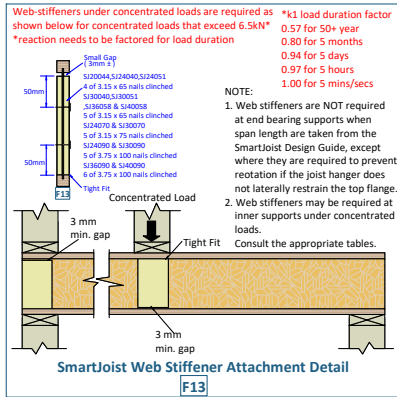 Web-stiffeners under concentrated loads are required as
shown below for concentrated loads that exceed 6.5kN*
*reaction needs to be factored for load duration
*k1 load duration factor
0.57 for 50+ year
0.80 for 5 months
0.94 for 5 days
0.97 for 5 hours
1.00 for 5 mins/secs
Small Gap
( 3mm ± )
SJ20044,SJ24040,SJ24051
4 of 3.15 x 65 nails clinched
SJ30040,SJ30051
,SJ36058 & SJ40058
5 of 3.15 x 65 nails clinched
SJ24070 & SJ30070
5 of 3.15 x 75 nails clinched
SJ24090 & SJ30090
5 of 3.75 x 100 nails clinched
SJ36090 & SJ40090
6 of 3.75 x 100 nails clinched
50mm
50mm
Tight Fit
F13
NOTE:
1. Web stiffeners are NOT required
at end bearing supports when
span length are taken from the
SmartJoist Design Guide, except
where they are required to prevent
reotation if the joist hanger does
not laterally restrain the top flange.
2. Web stiffeners may be required at
inner supports under concentrated
loads.
Consult the appropriate tables.
Concentrated Load
3 mm
min. gap
Tight Fit
3 mm
min. gap
SmartJoist Web Stiffener Attachment Detail
F13